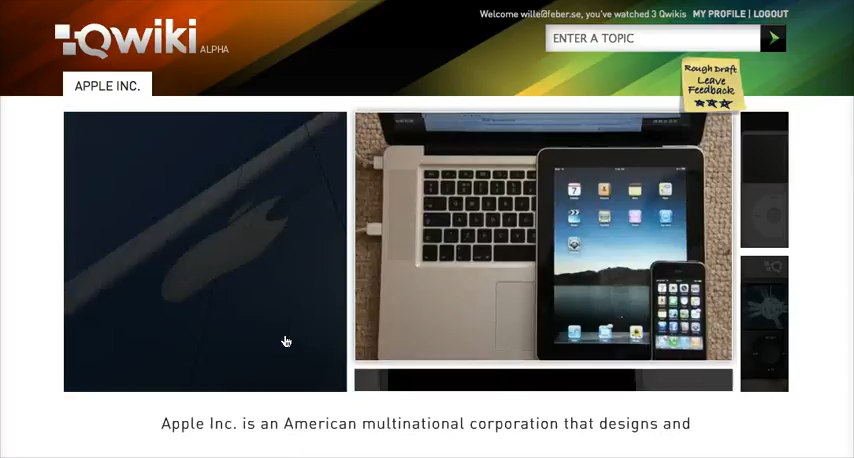 Welcome wille@feber.se, you've watched 3 Qwikis MY PROFILE | LOGOUT
Qwiki ALPHA
ENTER A TOPIC
Rough Draft
Leave
Feedback
APPLE INC.
Apple Inc. is an American multinational corporation that designs and